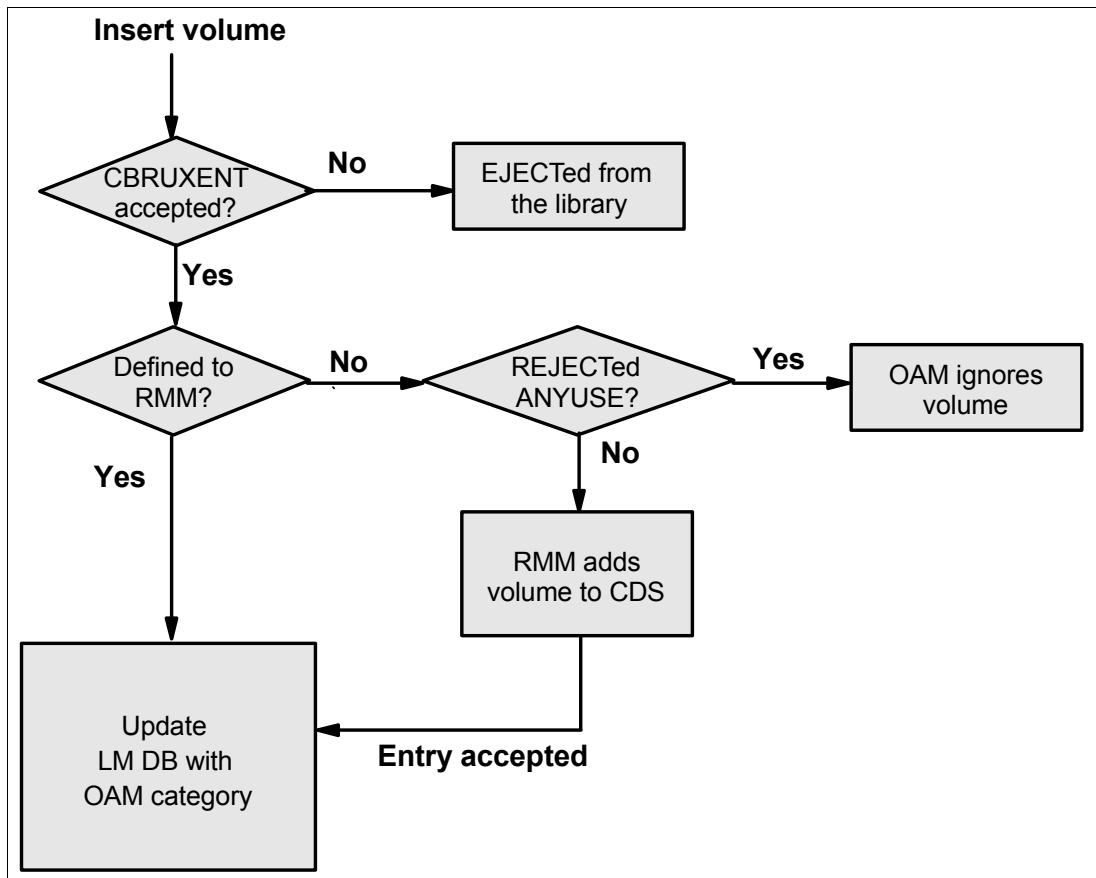 Insert volume
CBRUXENT
accepted?
No
EJECTed from
the library
Yes
Defined to
RMM?
No
REJECTed
ANYUSE?
Yes
OAM ignores
volume
Yes
No
RMM adds
volume to CDS
Update
LM DB with
OAM category
Entry accepted